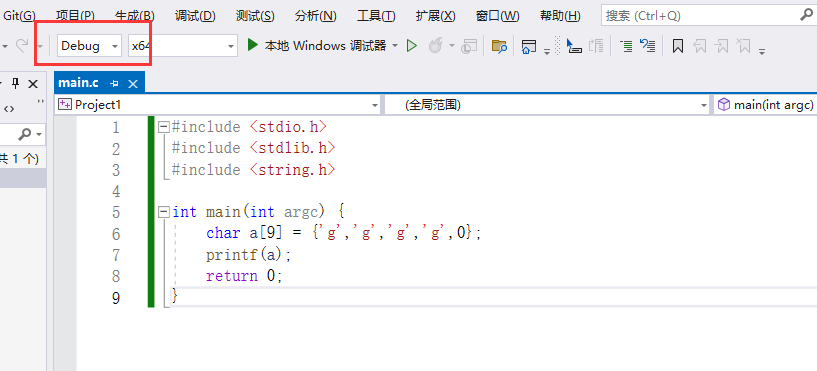 Git(G) 项目(P) 生成(B) 调试(D) 测试(S) 分析(N) 工具(T) 扩展(X) 窗口(W) 帮助(H) 搜索 (Ctrl+Q)
Debug x64 本地 Windows 调试器
main.c
Project1 (全局范围) main(int argc)
共 1 个)
1 #include <stdio.h>
2 #include <stdlib.h>
3 #include <string.h>
4
5 int main(int argc) {
6 char a[9] = {'g','g','g','g',0};
7 printf(a);
8 return 0;
9 }